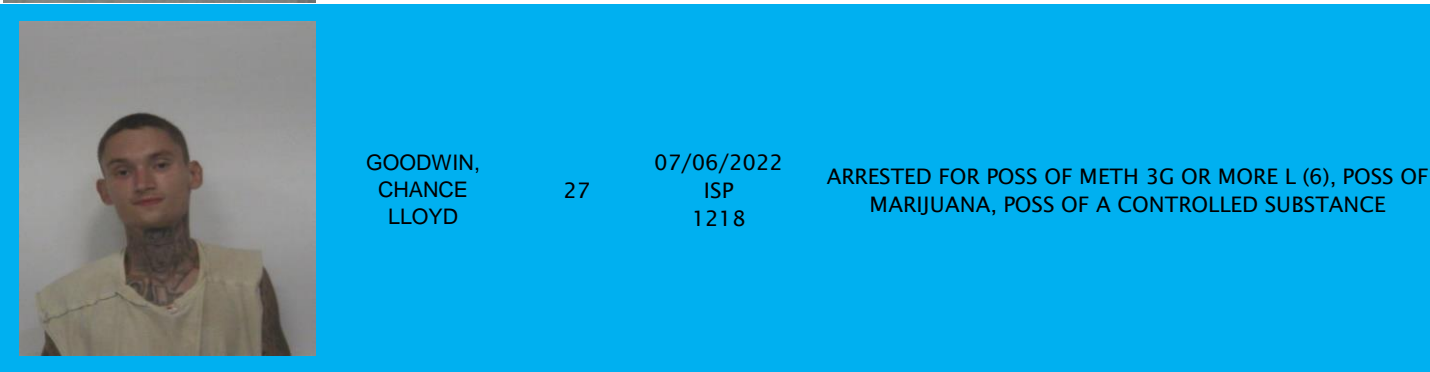 GOODWIN,
CHANCE
LLOYD
27
07/06/2022
ISP
1218
ARRESTED FOR POSS OF METH 3G OR MORE L (6), POSS OF
MARIJUANA, POSS OF A CONTROLLED SUBSTANCE